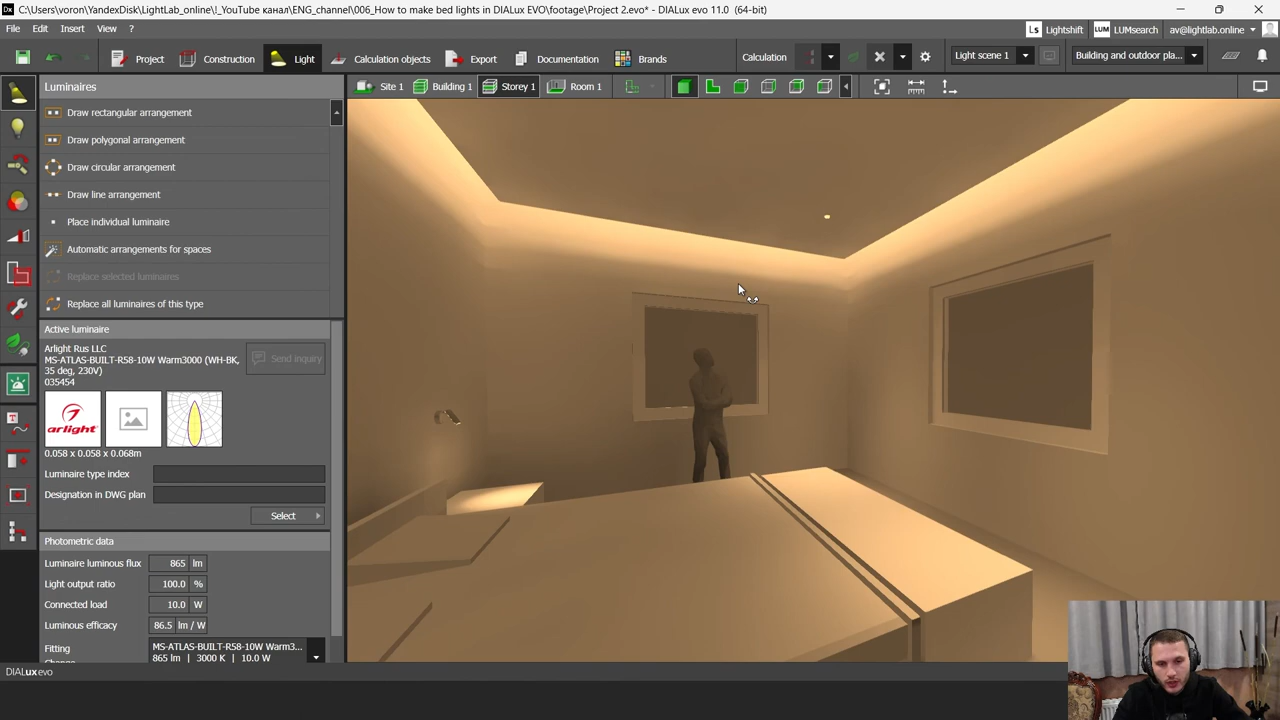 C:\Users\voron\YandexDisk\LightLab_online\!_YouTube канал\ENG_channel\006_How to make bed lights in DIALux EVO\footage\Project 2.evo* - DIALux evo 11.0 (64-bit)
File Edit Insert View ?
Ls Lightshift LUM LUMsearch av@lightlab.online
Project Construction Light Calculation objects Export Documentation Brands Calculation Light scene 1 Building and outdoor pla...
Luminaires Site 1 Building 1 Storey 1 Room 1
Draw rectangular arrangement
Draw polygonal arrangement
Draw circular arrangement
Draw line arrangement
Place individual luminaire
Automatic arrangements for spaces
Replace selected luminaires
Replace all luminaires of this type
Active luminaire
Arlight Rus LLC
MS-ATLAS-BUILT-R58-10W Warm3000 (WH-BK, 35 deg, 230V)
035454
Send inquiry
arlight
0.058 x 0.058 x 0.068m
Luminaire type index
Designation in DWG plan
Select
Photometric data
Luminaire luminous flux 865 lm
Light output ratio 100.0 %
Connected load 10.0 W
Luminous efficacy 86.5 lm / W
Fitting MS-ATLAS-BUILT-R58-10W Warm3...
865 lm | 3000 K | 10.0 W
Change
DIALux evo